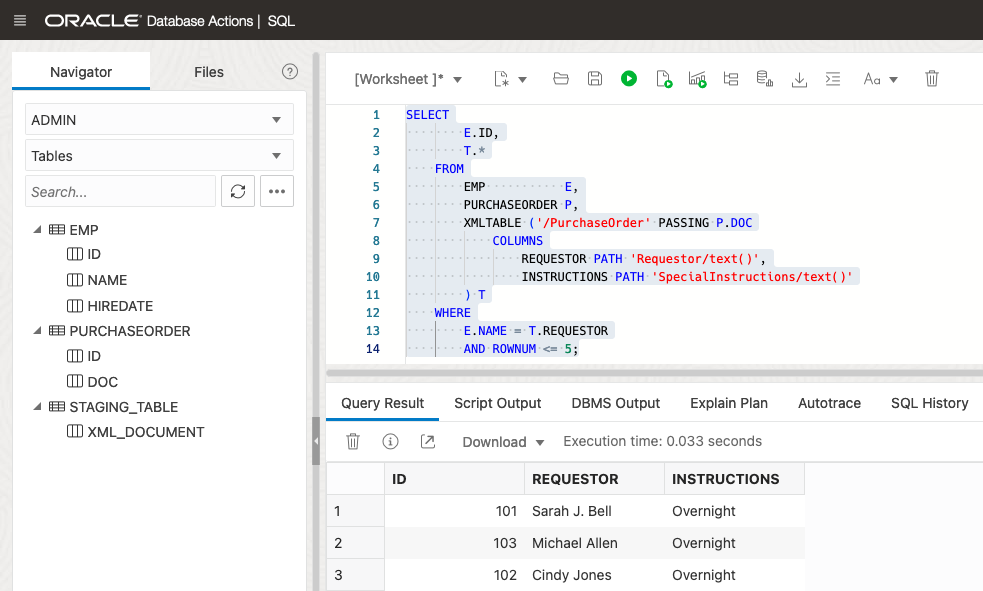 ORACLE Database Actions | SQL
Navigator
Files
ADMIN
Tables
Search...
EMP
ID
NAME
HIREDATE
PURCHASEORDER
ID
DOC
STAGING_TABLE
XML_DOCUMENT
[Worksheet ]*
Aa
1 SELECT
2 E.ID,
3 T.*
4 FROM
5 EMP E,
6 PURCHASEORDER P,
7 XMLTABLE ('/PurchaseOrder' PASSING P.DOC
8 COLUMNS
9 REQUESTOR PATH 'Requestor/text()',
10 INSTRUCTIONS PATH 'SpecialInstructions/text()'
11 ) T
12 WHERE
13 E.NAME = T.REQUESTOR
14 AND ROWNUM <= 5;
Query Result Script Output DBMS Output Explain Plan Autotrace SQL History
Download Execution time: 0.033 seconds
ID REQUESTOR INSTRUCTIONS
1 101 Sarah J. Bell Overnight
2 103 Michael Allen Overnight
3 102 Cindy Jones Overnight